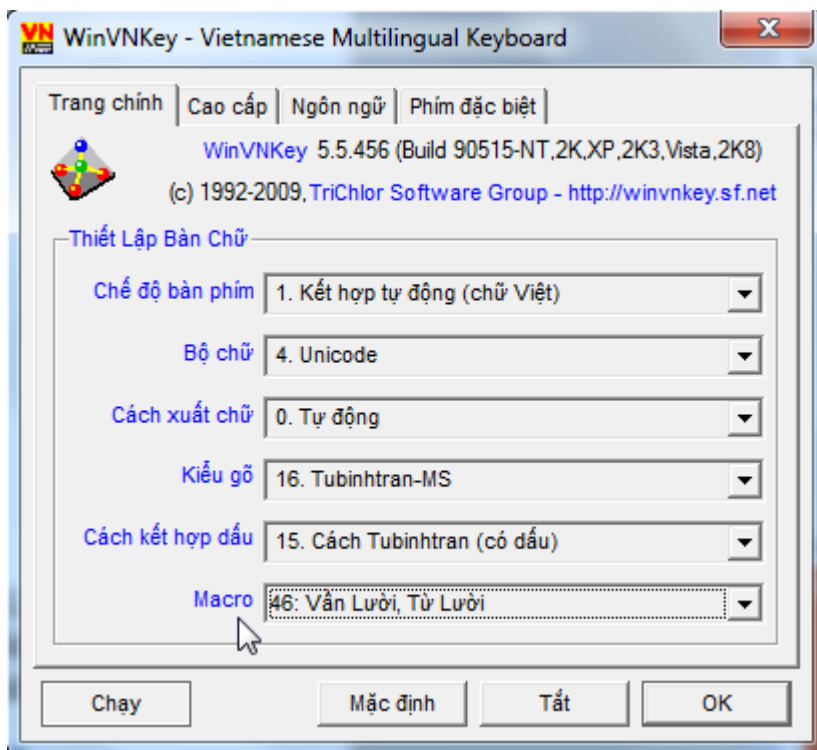 WinVNKey - Vietnamese Multilingual Keyboard
Trang chính Cao cấp Ngôn ngữ Phím đặc biệt
WinVNKey 5.5.456 (Build 90515-NT,2K,XP,2K3,Vista,2K8)
(c) 1992-2009, TriChlor Software Group - http://winvnkey.sf.net
Thiết Lập Bàn Chữ
Chế độ bàn phím 1. Kết hợp tự động (chữ Việt)
Bộ chữ 4. Unicode
Cách xuất chữ 0. Tự động
Kiểu gõ 16. Tubinhtran-MS
Cách kết hợp dấu 15. Cách Tubinhtran (có dấu)
Macro 46: Vần Lười, Từ Lười
Chạy Mặc định Tắt OK